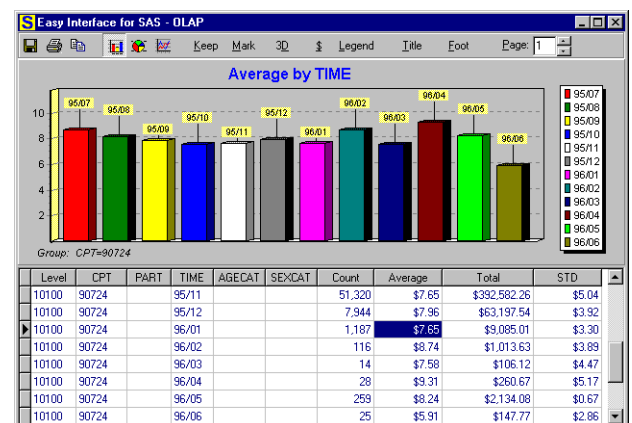 S Easy Interface for SAS - OLAP
Keep Mark 3D $ Legend Title Foot Page: 1
Average by TIME
96/04
95/07 95/08 95/12 96/02 96/05
95/10 96/03
95/09 95/11 96/01 96/06
10
8
6
4
2
95/07
95/08
95/09
95/10
95/11
95/12
96/01
96/02
96/03
96/04
96/05
96/06
Group: CPT=90724
Level CPT PART TIME AGECAT SEXCAT Count Average Total STD
10100 90724 95/11 51,320 $7.65 $392,582.26 $5.04
10100 90724 95/12 7,944 $7.96 $63,197.54 $3.92
10100 90724 96/01 1,187 $7.65 $9,085.01 $3.30
10100 90724 96/02 116 $8.74 $1,013.63 $3.89
10100 90724 96/03 14 $7.58 $106.12 $4.47
10100 90724 96/04 28 $9.31 $260.67 $5.17
10100 90724 96/05 259 $8.24 $2,134.08 $0.67
10100 90724 96/06 25 $5.91 $147.77 $2.86